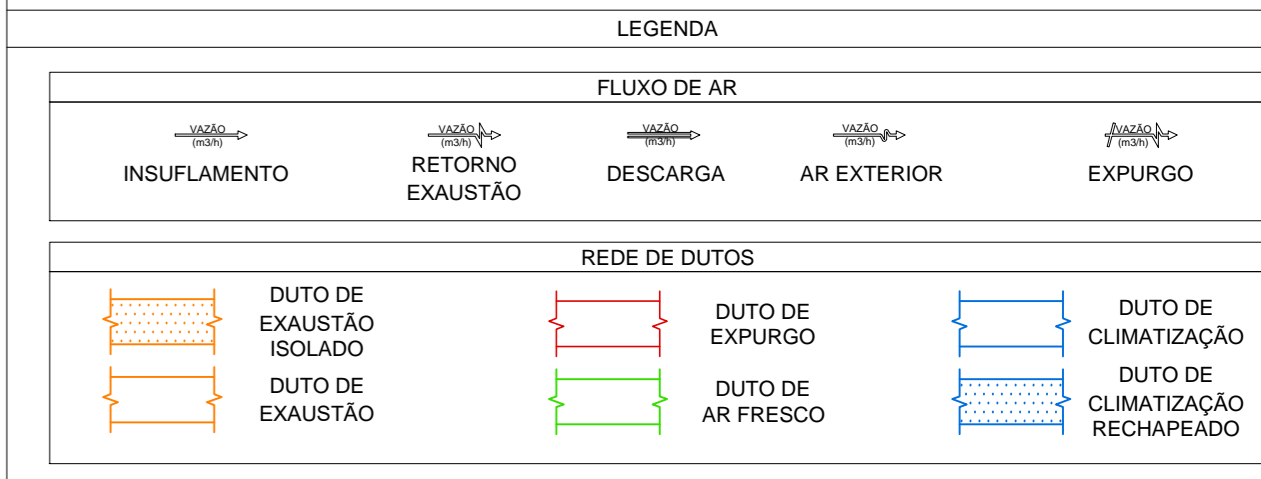 LEGENDA
FLUXO DE AR
VAZÃO
(m3/h)
INSUFLAMENTO
VAZÃO
(m3/h)
RETORNO
EXAUSTÃO
VAZÃO
(m3/h)
DESCARGA
VAZÃO
(m3/h)
AR EXTERIOR
VAZÃO
(m3/h)
EXPURGO
REDE DE DUTOS
DUTO DE
EXAUSTÃO
ISOLADO
DUTO DE
EXPURGO
DUTO DE
CLIMATIZAÇÃO
DUTO DE
EXAUSTÃO
DUTO DE
AR FRESCO
DUTO DE
CLIMATIZAÇÃO
RECHAPEADO